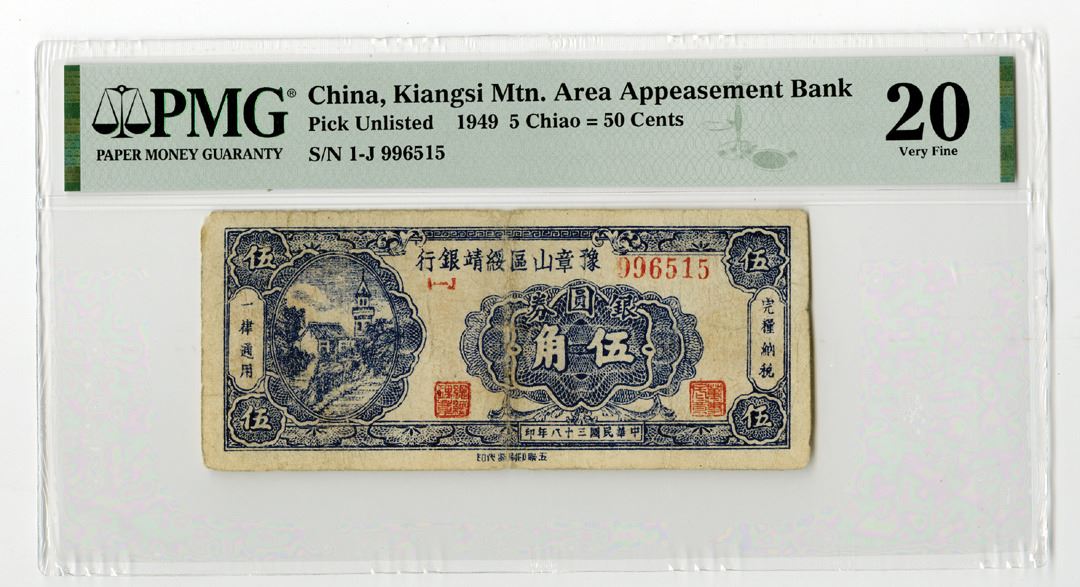 PMG®
PAPER MONEY GUARANTY
China, Kiangsi Mtn. Area Appeasement Bank
Pick Unlisted 1949 5 Chiao = 50 Cents
S/N 1-J 996515
20
Very Fine
行銀靖綏區山章豫
996515
伍
伍
一律通用
完糧納稅
券圓銀
角伍
伍
伍
印年八十三國民華中